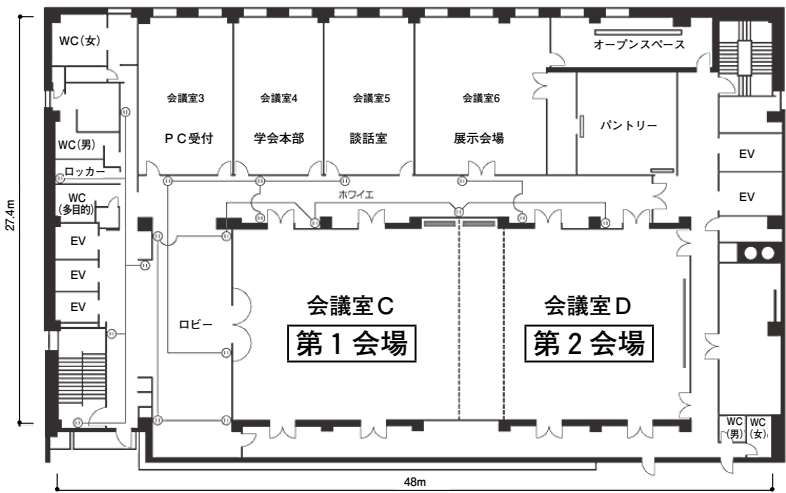 WC(女)
オープンスペース
会議室3
ＰＣ受付
会議室4
学会本部
会議室5
談話室
会議室6
展示会場
パントリー
WC(男)
ロッカー
EV
EV
WC
(多目的)
ホワイエ
27.4m
EV
EV
EV
ロビー
会議室Ｃ
第１会場
会議室Ｄ
第２会場
WC
(男)
WC
(女)
48m